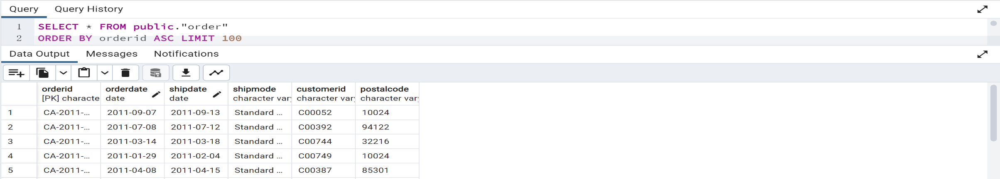 Query Query History
1 SELECT * FROM public."order"
2 ORDER BY orderid ASC LIMIT 100
Data Output Messages Notifications
orderid orderdate shipdate shipmode customerid postalcode
[PK] characte date date character var character var character var
1 CA-2011-... 2011-09-07 2011-09-13 Standard ... C00052 10024
2 CA-2011-... 2011-07-08 2011-07-12 Standard ... C00392 94122
3 CA-2011-... 2011-03-14 2011-03-18 Standard ... C00744 32216
4 CA-2011-... 2011-01-29 2011-02-04 Standard ... C00749 10024
5 CA-2011-... 2011-04-08 2011-04-15 Standard ... C00387 85301